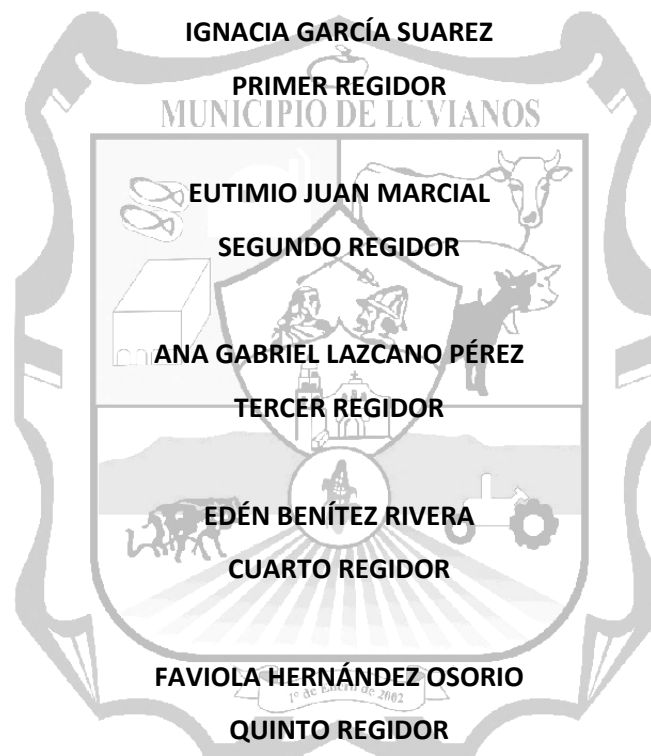 IGNACIA GARCÍA SUAREZ
PRIMER REGIDOR
MUNICIPIO DE LUVIANOS
EUTIMIO JUAN MARCIAL
SEGUNDO REGIDOR
ANA GABRIEL LAZCANO PÉREZ
TERCER REGIDOR
EDÉN BENÍTEZ RIVERA
CUARTO REGIDOR
FAVIOLA HERNÁNDEZ OSORIO
1º de Enero de 2002
QUINTO REGIDOR